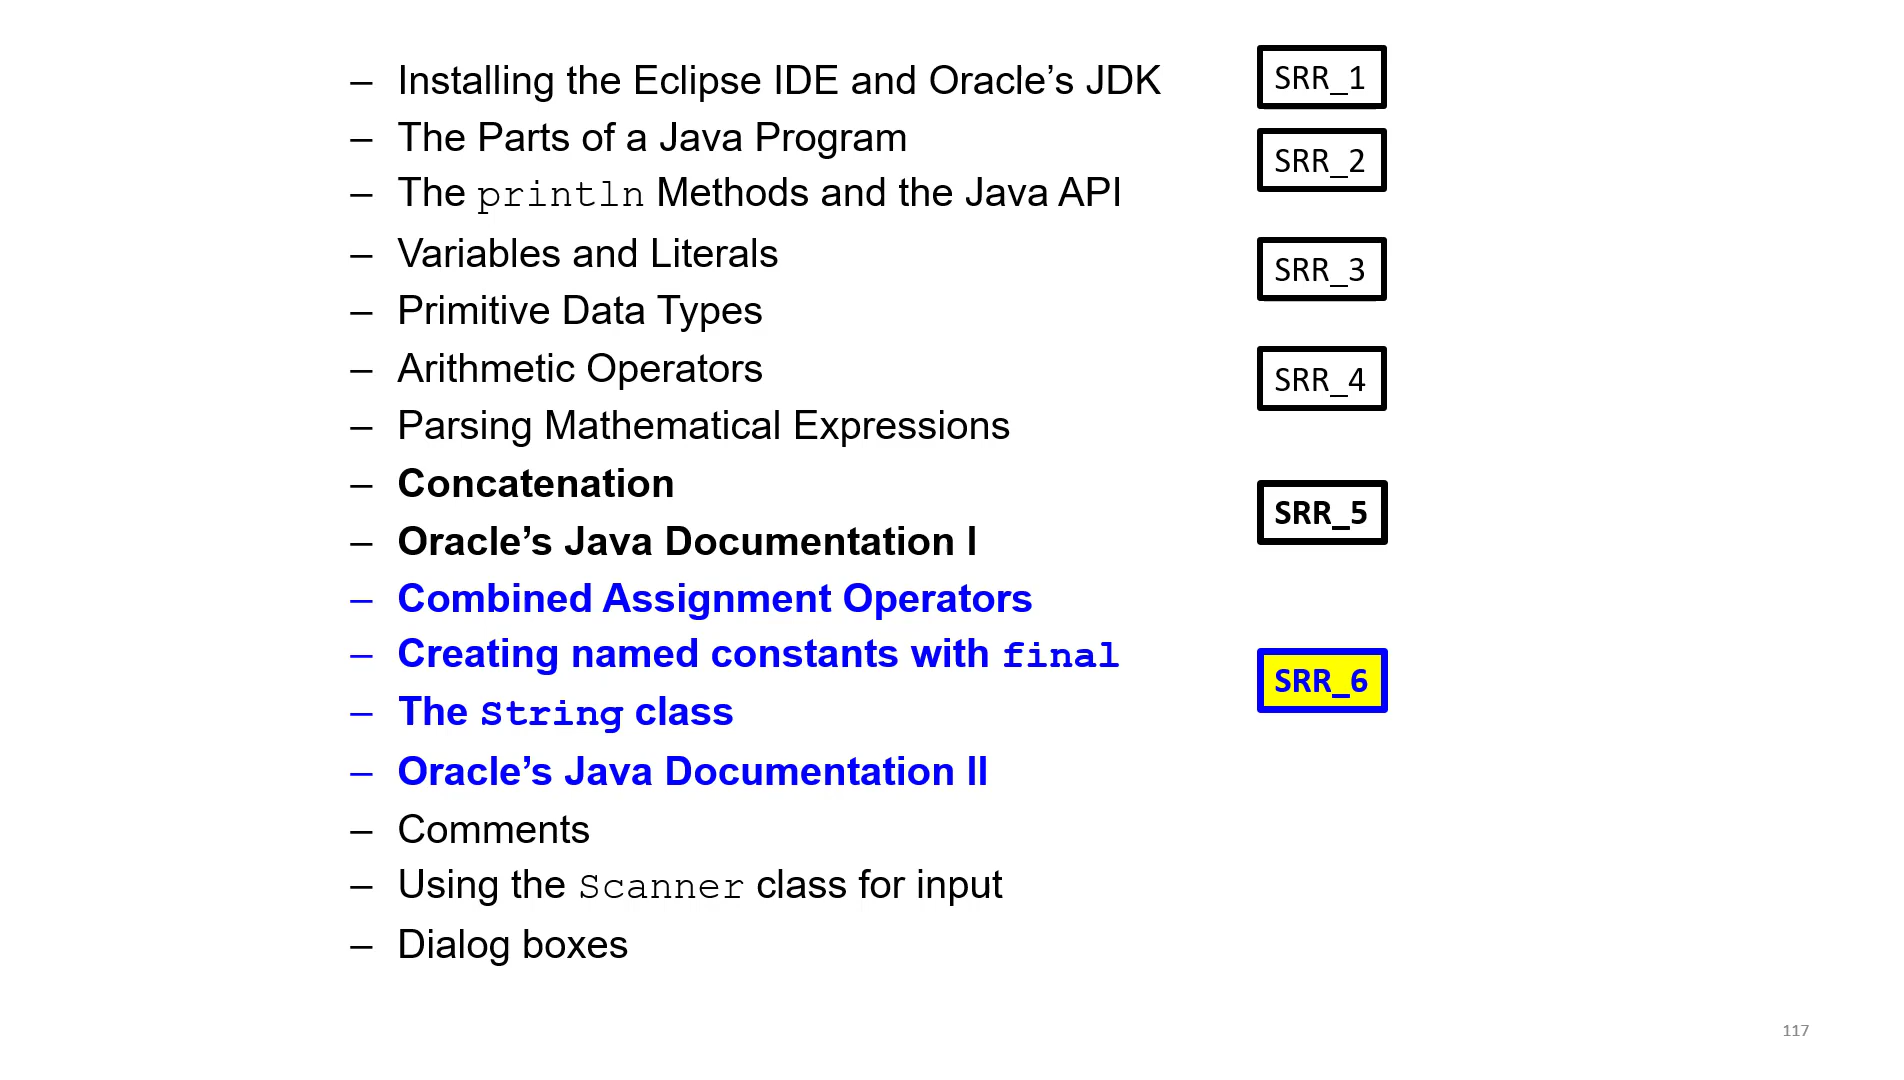 – Installing the Eclipse IDE and Oracle’s JDK
SRR_1
– The Parts of a Java Program
SRR_2
– The println Methods and the Java API
– Variables and Literals
SRR_3
– Primitive Data Types
– Arithmetic Operators
SRR_4
– Parsing Mathematical Expressions
– Concatenation
SRR_5
– Oracle’s Java Documentation I
– Combined Assignment Operators
– Creating named constants with final
SRR_6
– The String class
– Oracle’s Java Documentation II
– Comments
– Using the Scanner class for input
– Dialog boxes
117